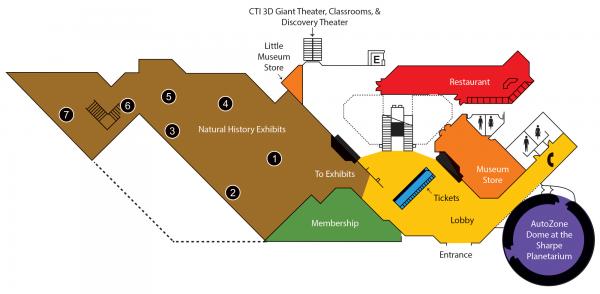 CTI 3D Giant Theater, Classrooms, &
Discovery Theater
Little
Museum
Store
E
Restaurant
7
6
5
4
3
Natural History Exhibits
1
2
To Exhibits
Museum
Store
Tickets
Membership
Lobby
Entrance
AutoZone
Dome at the
Sharpe
Planetarium